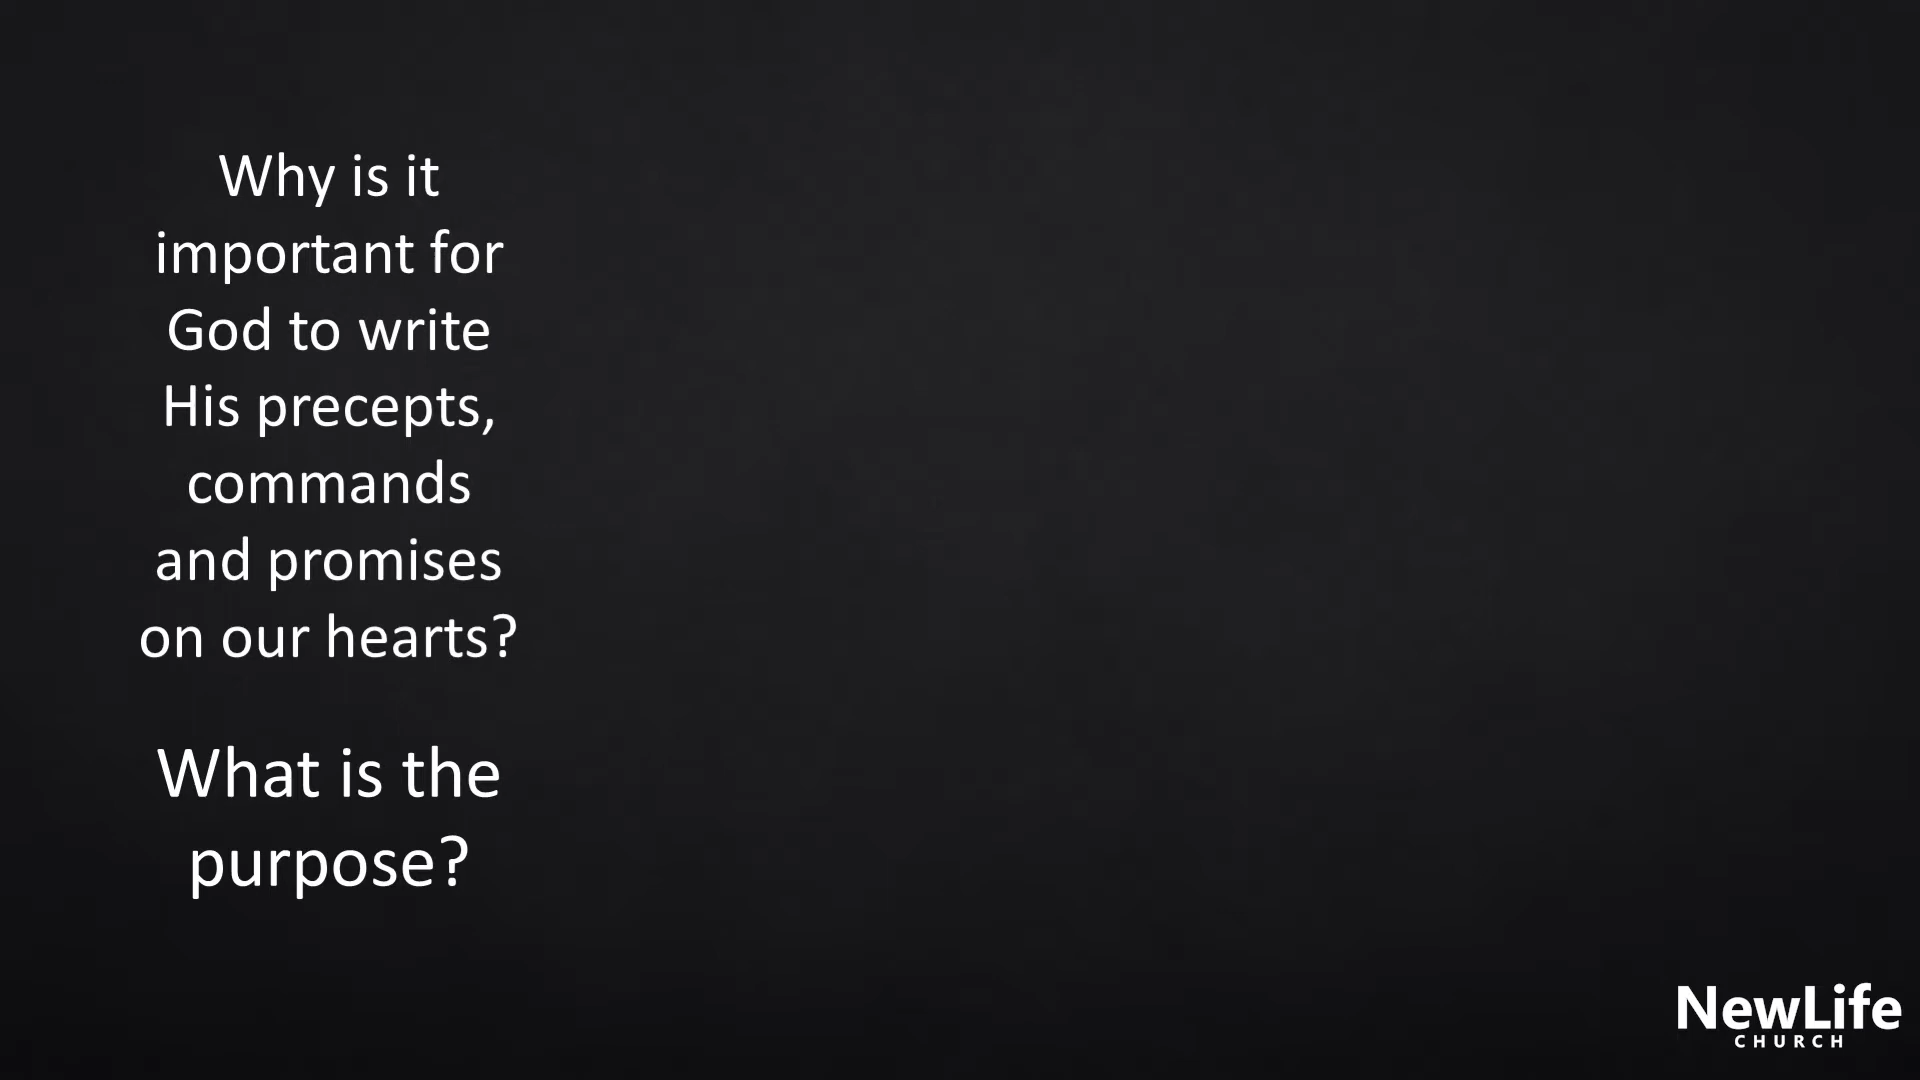 Why is it
important for
God to write
His precepts,
commands
and promises
on our hearts?
What is the
purpose?
NewLife
CHURCH